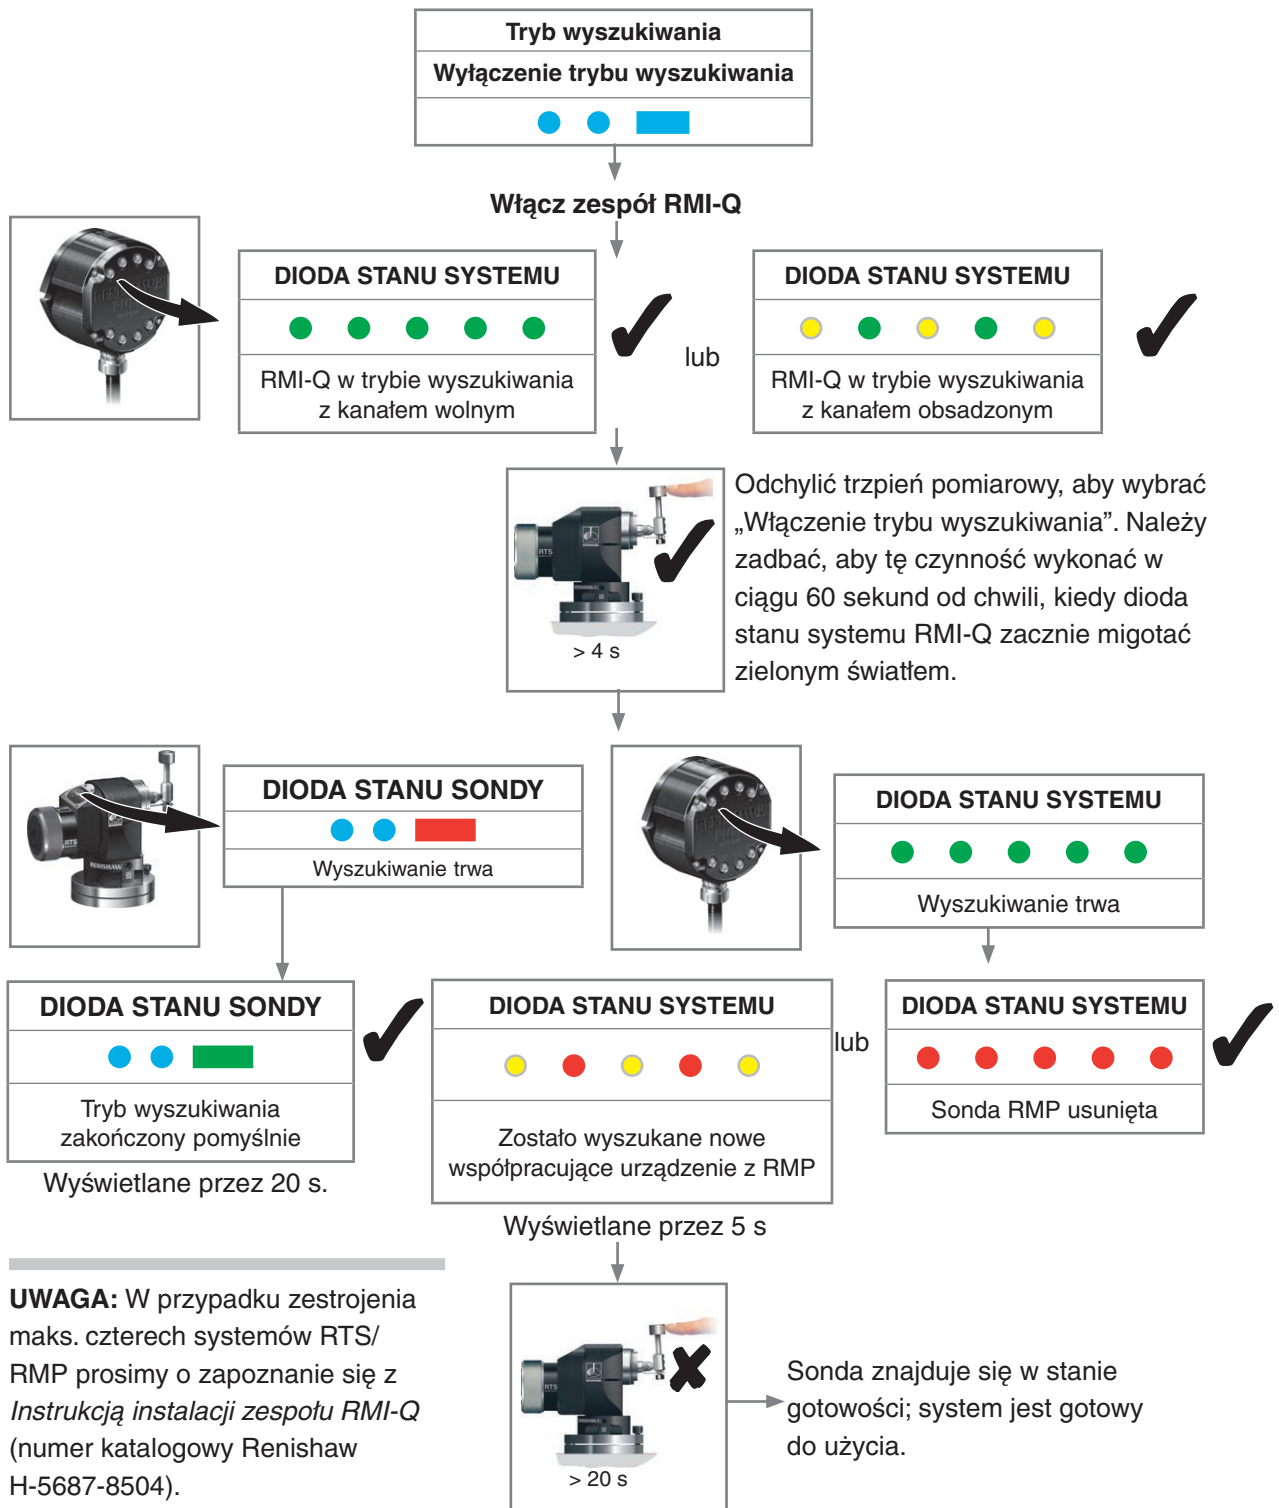 Tryb wyszukiwania
Wyłączenie trybu wyszukiwania
Włącz zespół RMI-Q
DIODA STANU SYSTEMU
RMI-Q w trybie wyszukiwania
z kanałem wolnym
lub
DIODA STANU SYSTEMU
RMI-Q w trybie wyszukiwania
z kanałem obsadzonym
RTS
> 4 s
Odchylić trzpień pomiarowy, aby wybrać
„Włączenie trybu wyszukiwania”. Należy
zadbać, aby tę czynność wykonać w
ciągu 60 sekund od chwili, kiedy dioda
stanu systemu RMI-Q zacznie migotać
zielonym światłem.
RTS
RENISHAW
DIODA STANU SONDY
Wyszukiwanie trwa
DIODA STANU SYSTEMU
Wyszukiwanie trwa
DIODA STANU SONDY
Tryb wyszukiwania
zakończony pomyślnie
Wyświetlane przez 20 s.
DIODA STANU SYSTEMU
Zostało wyszukane nowe
współpracujące urządzenie z RMP
Wyświetlane przez 5 s
lub
DIODA STANU SYSTEMU
Sonda RMP usunięta
UWAGA: W przypadku zestrojenia
maks. czterech systemów RTS/
RMP prosimy o zapoznanie się z
Instrukcją instalacji zespołu RMI-Q
(numer katalogowy Renishaw
H-5687-8504).
RTS
> 20 s
Sonda znajduje się w stanie
gotowości; system jest gotowy
do użycia.